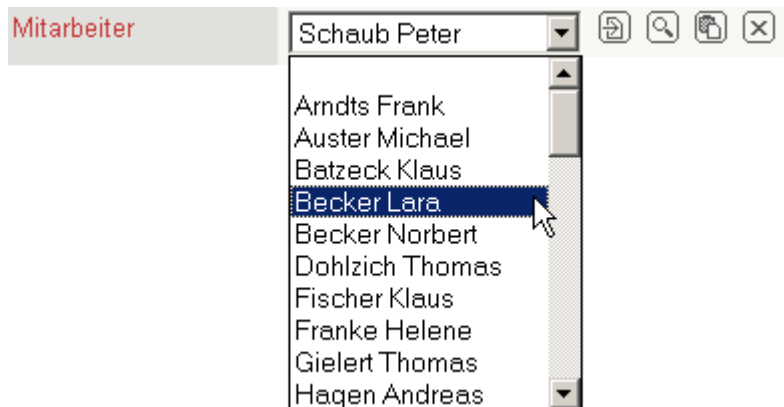 Mitarbeiter
Schaub Peter
Arndts Frank
Auster Michael
Batzeck Klaus
Becker Lara
Becker Norbert
Dohlzich Thomas
Fischer Klaus
Franke Helene
Gielert Thomas
Hagen Andreas